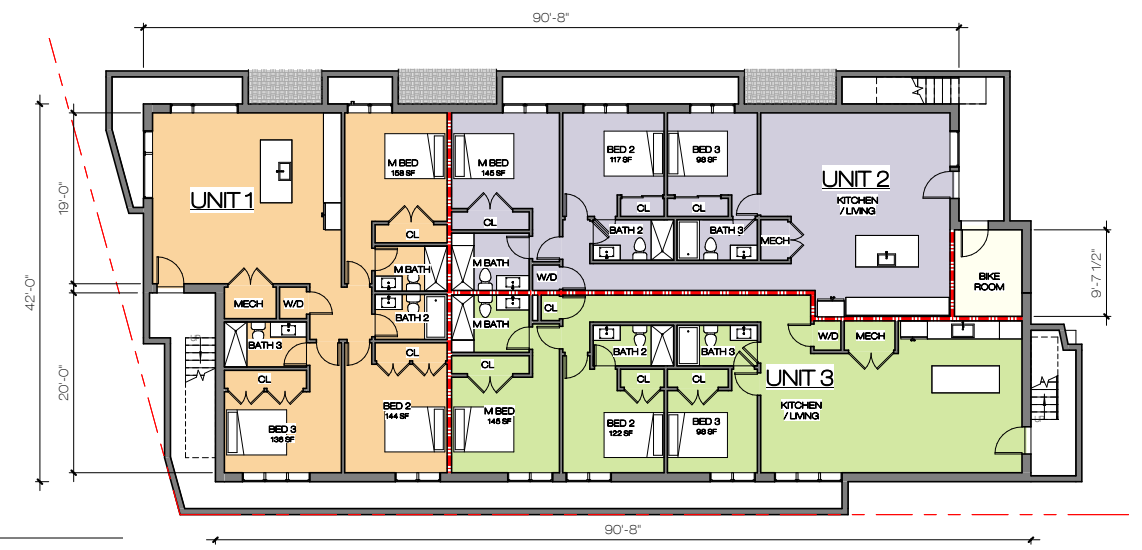 90'-8"
UNIT 1
M BED
158 SF
M BED
145 SF
BED 2
117 SF
BED 3
98 SF
UNIT 2
KITCHEN
/ LIVING
19'-0"
CL
CL
CL
CL
BATH 2
BATH 3
MECH
M BATH
M BATH
W/D
BIKE
ROOM
9'-7 1/2"
42'-0"
MECH
W/D
BATH 2
M BATH
CL
BATH 3
BATH 2
BATH 3
W/D
MECH
20'-0"
CL
CL
CL
CL
CL
UNIT 3
KITCHEN
/ LIVING
BED 3
136 SF
BED 2
144 SF
M BED
145 SF
BED 2
122 SF
BED 3
98 SF
90'-8"